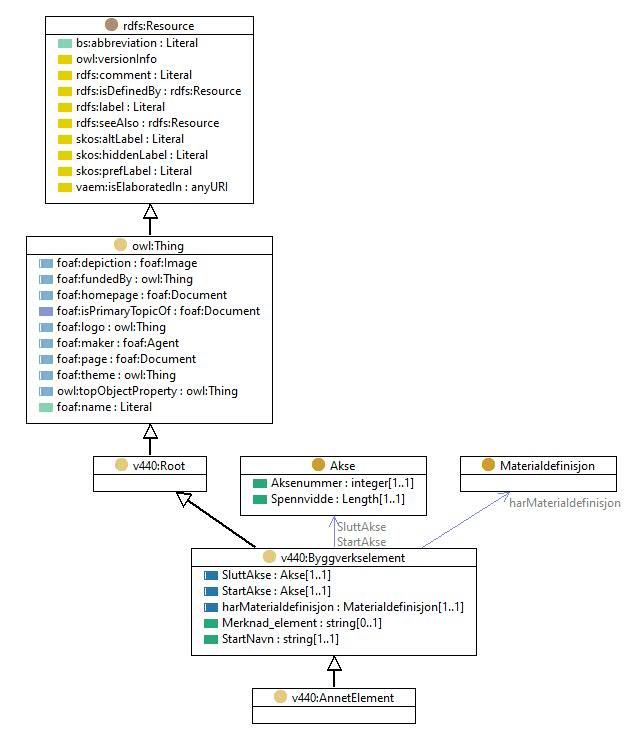 rdfs:Resource
bs:abbreviation : Literal
owl:versionInfo
rdfs:comment : Literal
rdfs:isDefinedBy : rdfs:Resource
rdfs:label : Literal
rdfs:seeAlso : rdfs:Resource
skos:altLabel : Literal
skos:hiddenLabel : Literal
skos:prefLabel : Literal
vaem:isElaboratedIn : anyURI
owl:Thing
foaf:depiction : foaf:Image
foaf:fundedBy : owl:Thing
foaf:homepage : foaf:Document
foaf:isPrimaryTopicOf : foaf:Document
foaf:logo : owl:Thing
foaf:maker : foaf:Agent
foaf:page : foaf:Document
foaf:theme : owl:Thing
owl:topObjectProperty : owl:Thing
foaf:name : Literal
v440:Root
Akse
Aksenummer : integer[1..1]
Spennvidde : Length[1..1]
Materialdefinisjon
harMaterialdefinisjon
SluttAkse
StartAkse
v440:Byggverkselement
SluttAkse : Akse[1..1]
StartAkse : Akse[1..1]
harMaterialdefinisjon : Materialdefinisjon[1..1]
Merknad_element : string[0..1]
StartNavn : string[1..1]
v440:AnnetElement